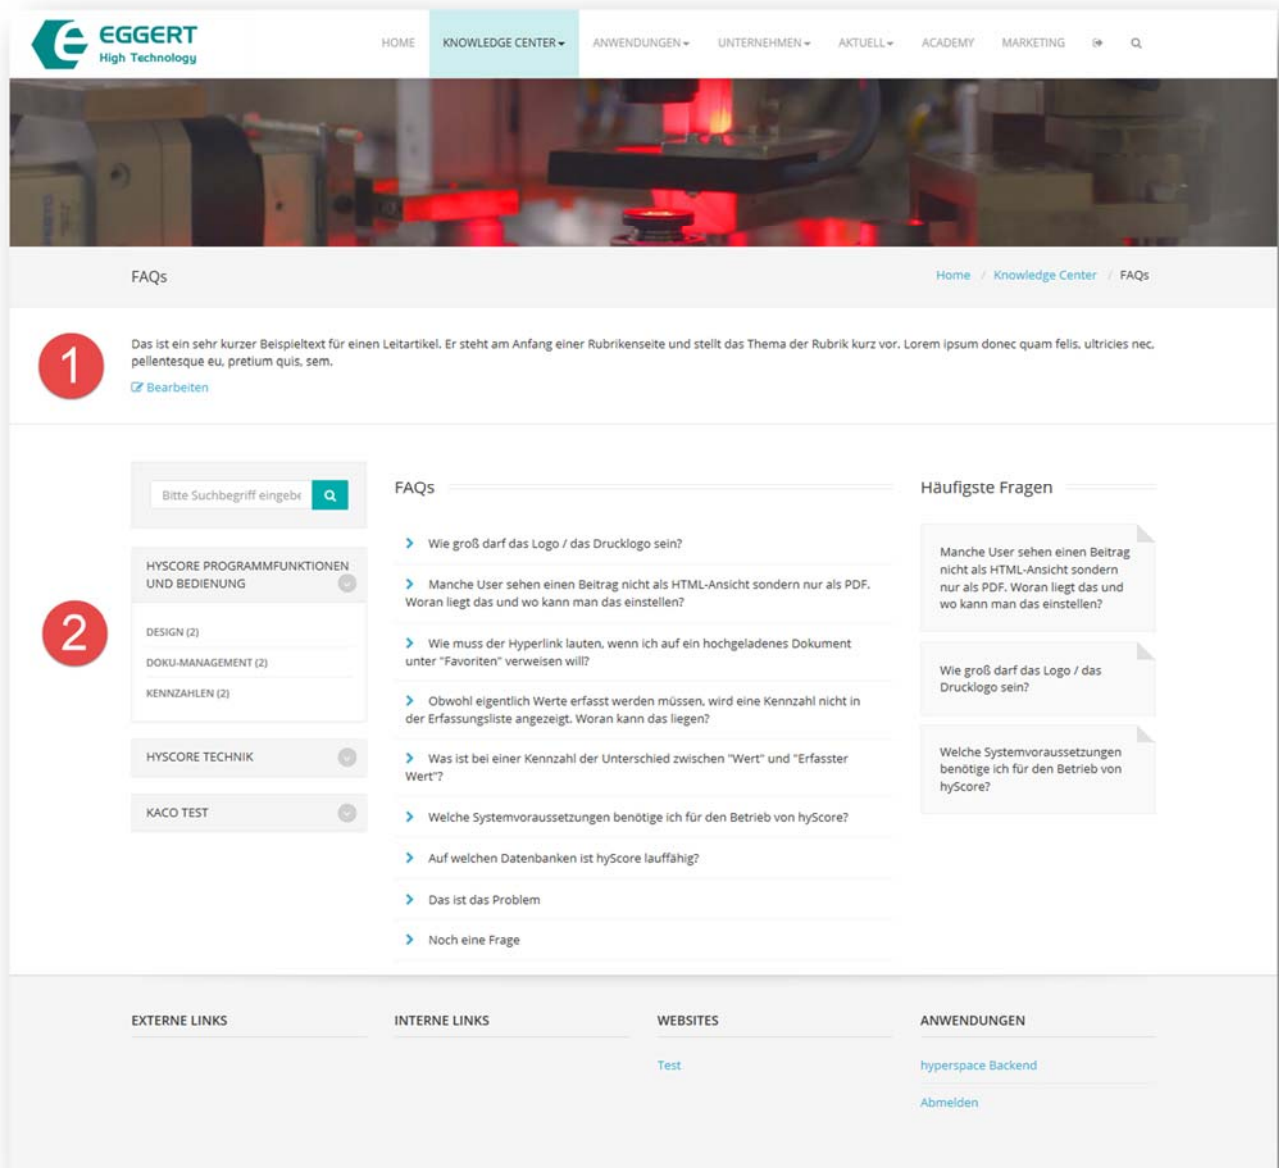 EGGERT
High Technology
HOME KNOWLEDGE CENTER ANWENDUNGEN UNTERNEHMEN AKTUELL ACADEMY MARKETING
FAQs
Home / Knowledge Center / FAQs
1
Das ist ein sehr kurzer Beispieltext für einen Leitartikel. Er steht am Anfang einer Rubrikenseite und stellt das Thema der Rubrik kurz vor. Lorem ipsum donec quam felis, ultricies nec,
pellentesque eu, pretium quis, sem.
Bearbeiten
2
Bitte Suchbegriff eingebe
HYSCORE PROGRAMMFUNKTIONEN
UND BEDIENUNG
DESIGN (2)
DOKU-MANAGEMENT (2)
KENNZAHLEN (2)
HYSCORE TECHNIK
KACO TEST
FAQs
Wie groß darf das Logo / das Drucklogo sein?
Manche User sehen einen Beitrag nicht als HTML-Ansicht sondern nur als PDF.
Woran liegt das und wo kann man das einstellen?
Wie muss der Hyperlink lauten, wenn ich auf ein hochgeladenes Dokument
unter "Favoriten" verweisen will?
Obwohl eigentlich Werte erfasst werden müssen, wird eine Kennzahl nicht in
der Erfassungsliste angezeigt. Woran kann das liegen?
Was ist bei einer Kennzahl der Unterschied zwischen "Wert" und "Erfasster
Wert"?
Welche Systemvoraussetzungen benötige ich für den Betrieb von hyScore?
Auf welchen Datenbanken ist hyScore lauffähig?
Das ist das Problem
Noch eine Frage
Häufigste Fragen
Manche User sehen einen Beitrag
nicht als HTML-Ansicht sondern
nur als PDF. Woran liegt das und
wo kann man das einstellen?
Wie groß darf das Logo / das
Drucklogo sein?
Welche Systemvoraussetzungen
benötige ich für den Betrieb von
hyScore?
EXTERNE LINKS
INTERNE LINKS
WEBSITES
Test
ANWENDUNGEN
hyperspace Backend
Abmelden